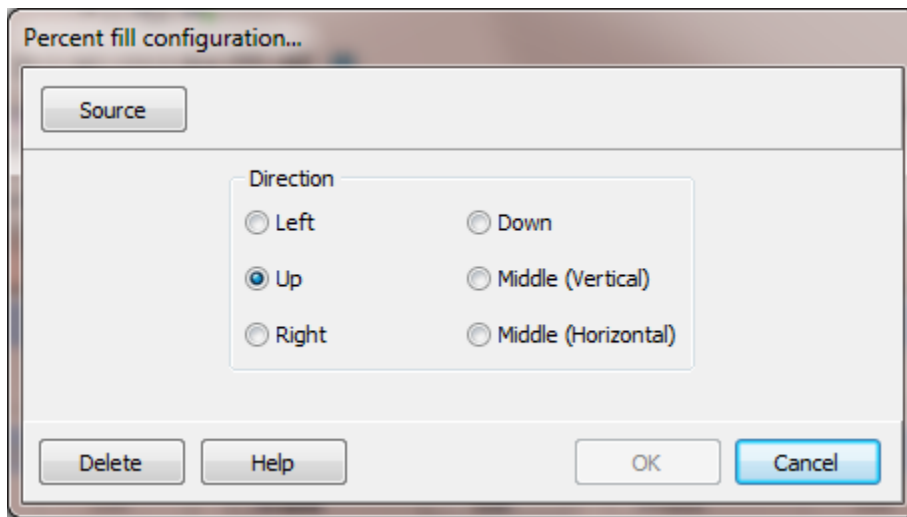 Percent fill configuration...
Source
Direction
Left Down
Up Middle (Vertical)
Right Middle (Horizontal)
Delete Help OK Cancel